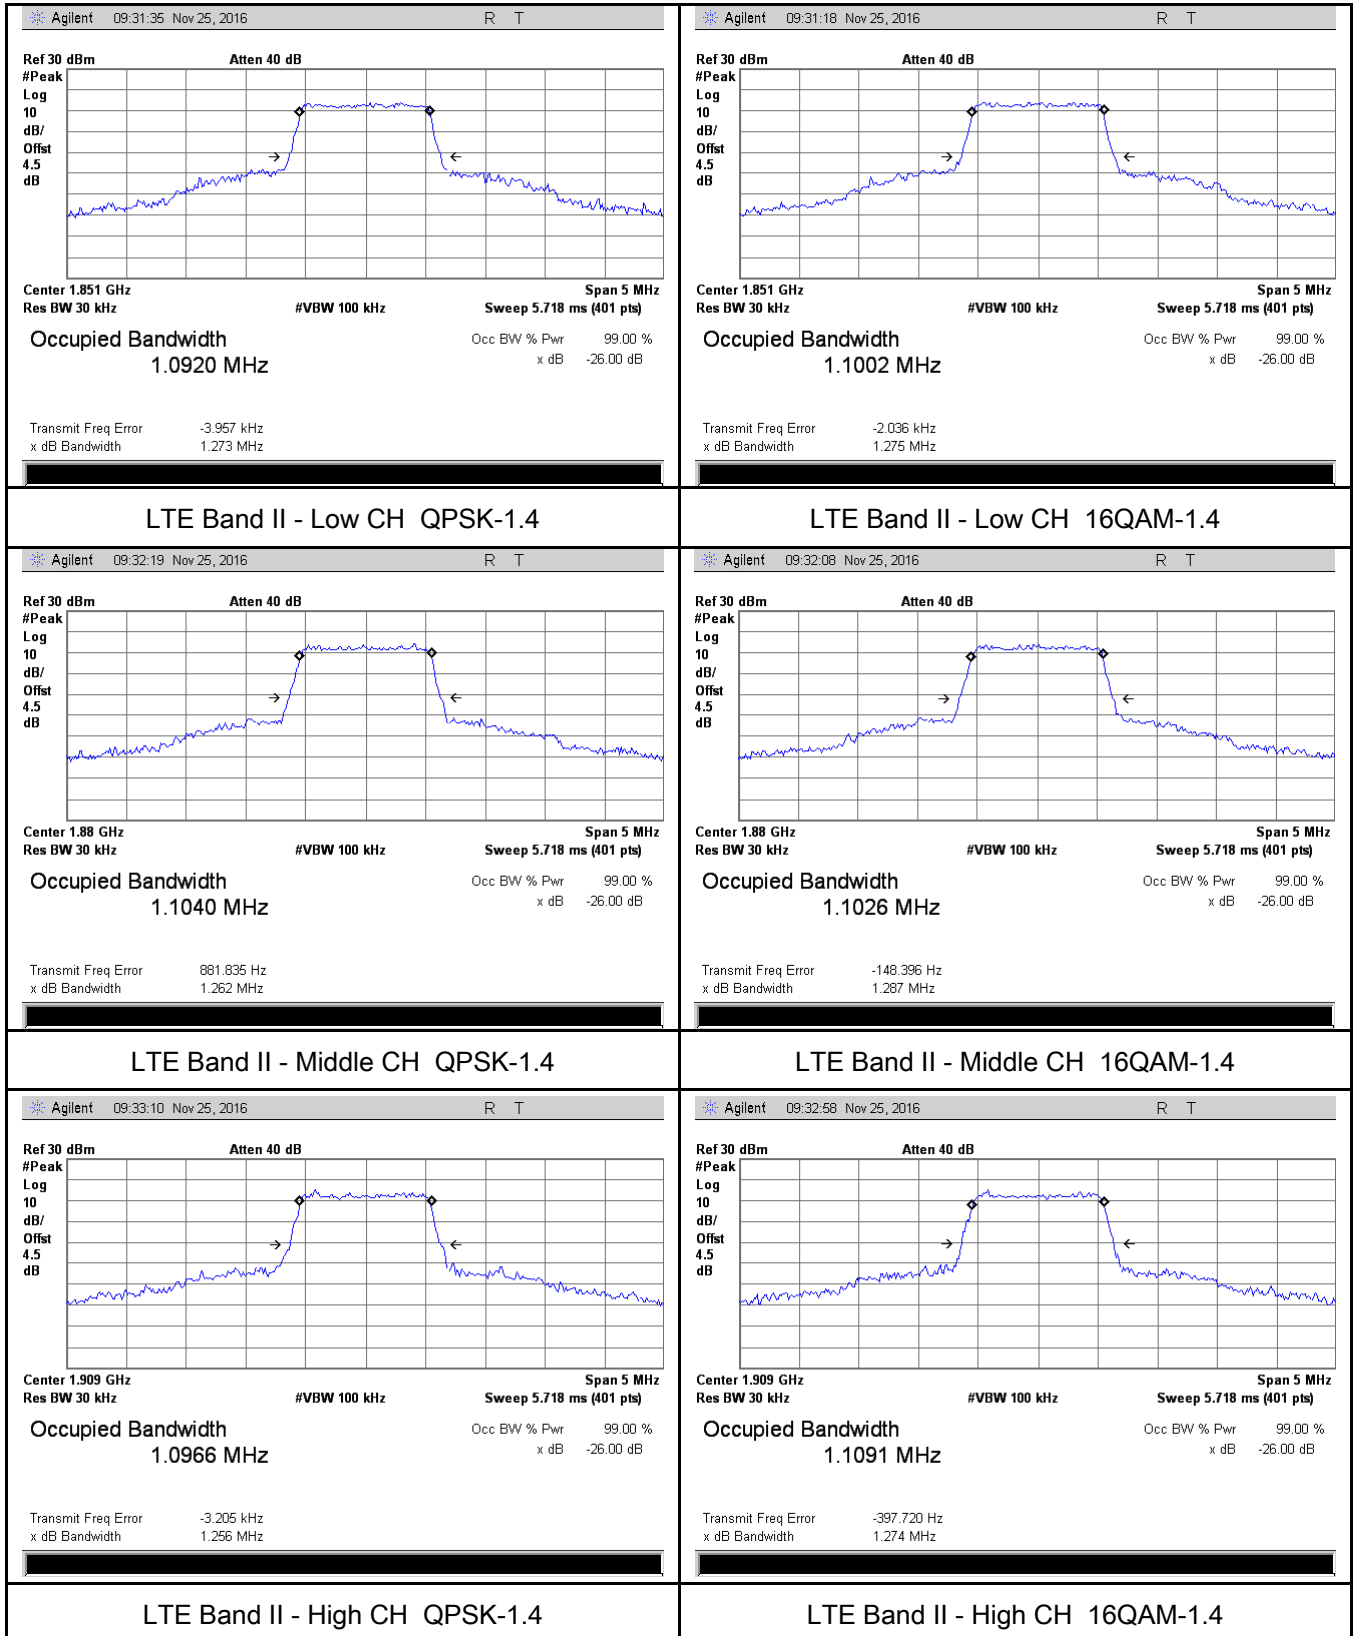 Agilent 09:31:35 Nov 25, 2016 R T
Ref 30 dBm Atten 40 dB
#Peak
Log
10
dB/
Offst
4.5
dB
Center 1.851 GHz Span 5 MHz
Res BW 30 kHz #VBW 100 kHz Sweep 5.718 ms (401 pts)
Occupied Bandwidth Occ BW % Pwr 99.00 %
1.0920 MHz x dB -26.00 dB
Transmit Freq Error -3.957 kHz
x dB Bandwidth 1.273 MHz
LTE Band II - Low CH QPSK-1.4
Agilent 09:31:18 Nov 25, 2016 R T
Ref 30 dBm Atten 40 dB
#Peak
Log
10
dB/
Offst
4.5
dB
Center 1.851 GHz Span 5 MHz
Res BW 30 kHz #VBW 100 kHz Sweep 5.718 ms (401 pts)
Occupied Bandwidth Occ BW % Pwr 99.00 %
1.1002 MHz x dB -26.00 dB
Transmit Freq Error -2.036 kHz
x dB Bandwidth 1.275 MHz
LTE Band II - Low CH 16QAM-1.4
Agilent 09:32:19 Nov 25, 2016 R T
Ref 30 dBm Atten 40 dB
#Peak
Log
10
dB/
Offst
4.5
dB
Center 1.88 GHz Span 5 MHz
Res BW 30 kHz #VBW 100 kHz Sweep 5.718 ms (401 pts)
Occupied Bandwidth Occ BW % Pwr 99.00 %
1.1040 MHz x dB -26.00 dB
Transmit Freq Error 881.835 Hz
x dB Bandwidth 1.262 MHz
LTE Band II - Middle CH QPSK-1.4
Agilent 09:32:08 Nov 25, 2016 R T
Ref 30 dBm Atten 40 dB
#Peak
Log
10
dB/
Offst
4.5
dB
Center 1.88 GHz Span 5 MHz
Res BW 30 kHz #VBW 100 kHz Sweep 5.718 ms (401 pts)
Occupied Bandwidth Occ BW % Pwr 99.00 %
1.1026 MHz x dB -26.00 dB
Transmit Freq Error -148.396 Hz
x dB Bandwidth 1.287 MHz
LTE Band II - Middle CH 16QAM-1.4
Agilent 09:33:10 Nov 25, 2016 R T
Ref 30 dBm Atten 40 dB
#Peak
Log
10
dB/
Offst
4.5
dB
Center 1.909 GHz Span 5 MHz
Res BW 30 kHz #VBW 100 kHz Sweep 5.718 ms (401 pts)
Occupied Bandwidth Occ BW % Pwr 99.00 %
1.0966 MHz x dB -26.00 dB
Transmit Freq Error -3.205 kHz
x dB Bandwidth 1.256 MHz
LTE Band II - High CH QPSK-1.4
Agilent 09:32:58 Nov 25, 2016 R T
Ref 30 dBm Atten 40 dB
#Peak
Log
10
dB/
Offst
4.5
dB
Center 1.909 GHz Span 5 MHz
Res BW 30 kHz #VBW 100 kHz Sweep 5.718 ms (401 pts)
Occupied Bandwidth Occ BW % Pwr 99.00 %
1.1091 MHz x dB -26.00 dB
Transmit Freq Error -397.720 Hz
x dB Bandwidth 1.274 MHz
LTE Band II - High CH 16QAM-1.4